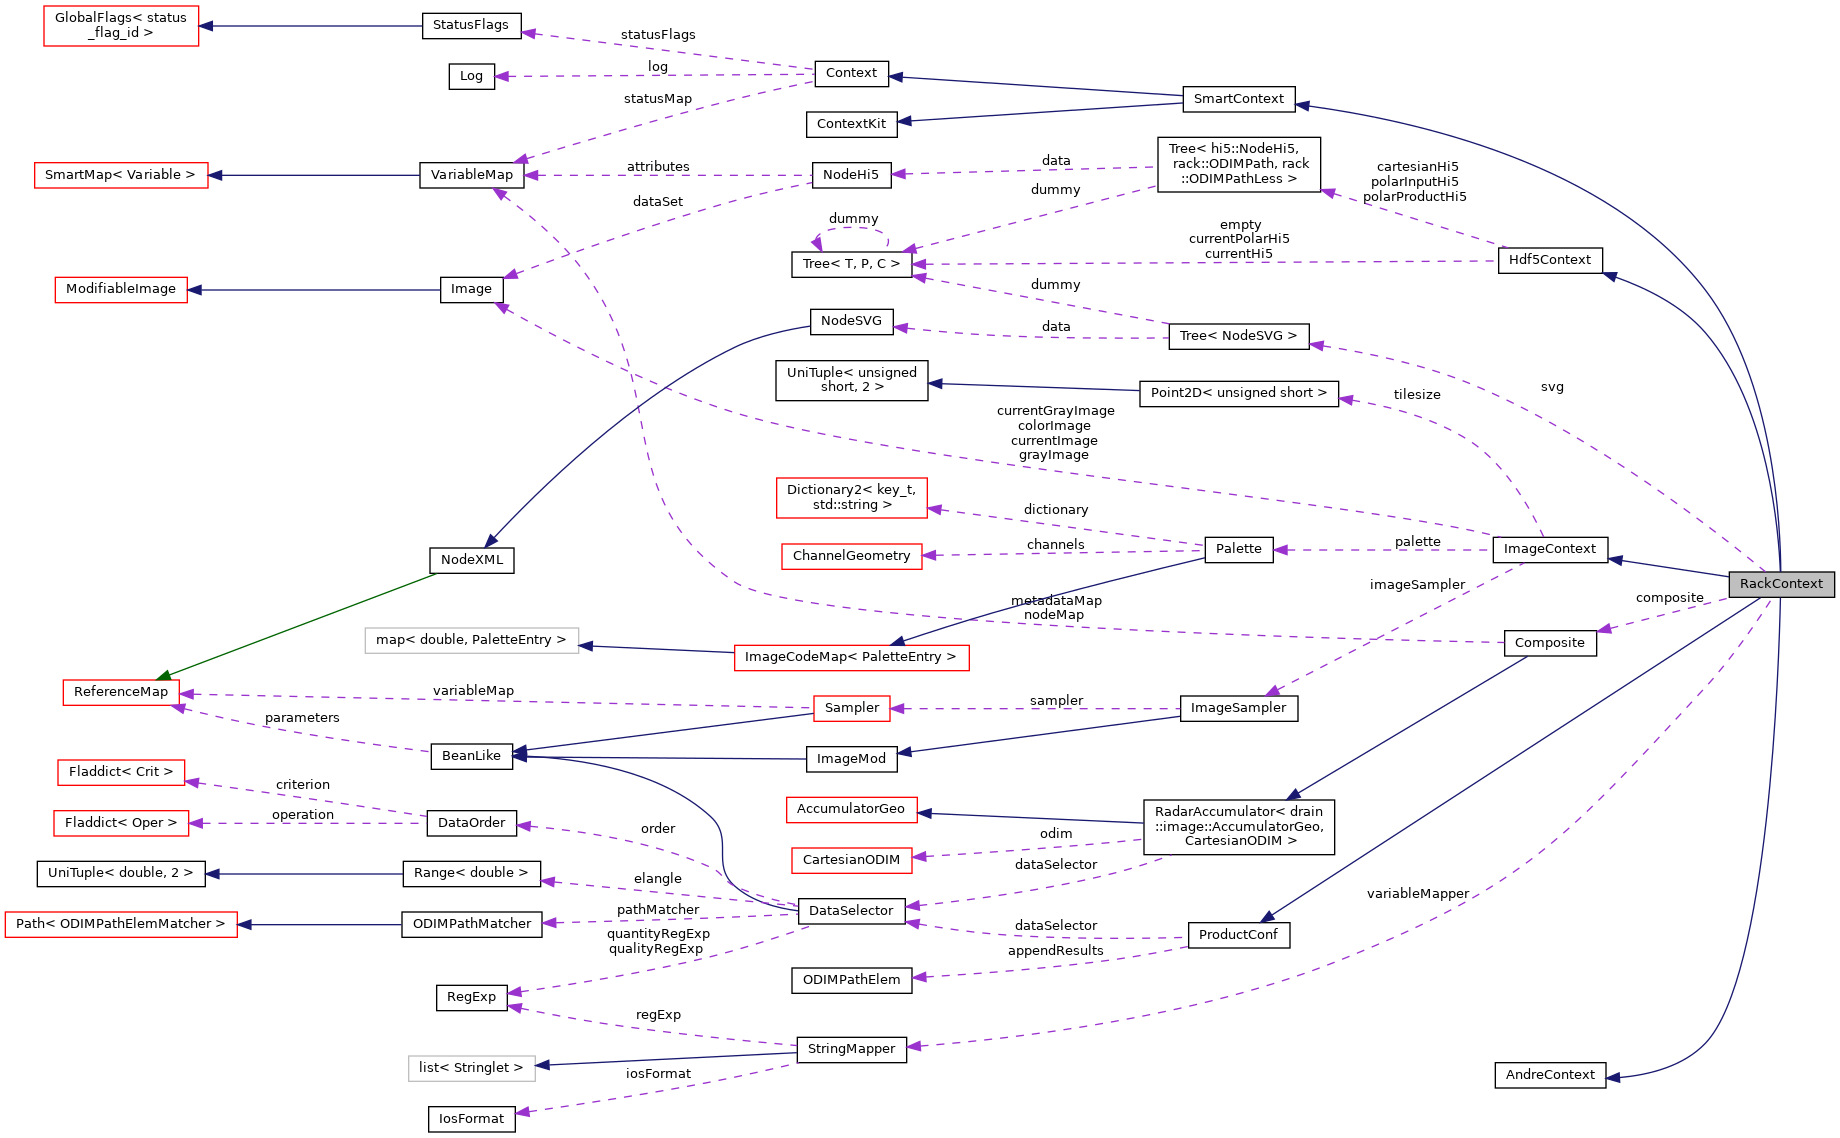 GlobalFlags< status
_flag_id >
StatusFlags
statusFlags
Log
log
Context
statusMap
SmartContext
ContextKit
SmartMap< Variable >
VariableMap
attributes
NodeHi5
data
Tree< hi5::NodeHi5,
rack::ODIMPath, rack
::ODIMPathLess >
cartesianHi5
polarInputHi5
polarProductHi5
dummy
dataSet
dummy
empty
currentPolarHi5
currentHi5
Tree< T, P, C >
Hdf5Context
ModifiableImage
Image
dummy
NodeSVG
data
Tree< NodeSVG >
UniTuple< unsigned
short, 2 >
Point2D< unsigned short >
tilesize
svg
currentGrayImage
colorImage
currentImage
grayImage
Dictionary2< key_t,
std::string >
dictionary
ChannelGeometry
channels
Palette
palette
ImageContext
NodeXML
RackContext
imageSampler
metadataMap
nodeMap
composite
map< double, PaletteEntry >
ImageCodeMap< PaletteEntry >
Composite
ReferenceMap
variableMap
Sampler
sampler
ImageSampler
parameters
BeanLike
ImageMod
Fladdict< Crit >
criterion
Fladdict< Oper >
operation
DataOrder
order
AccumulatorGeo
RadarAccumulator< drain
::image::AccumulatorGeo,
CartesianODIM >
odim
CartesianODIM
dataSelector
UniTuple< double, 2 >
Range< double >
elangle
variableMapper
Path< ODIMPathElemMatcher >
ODIMPathMatcher
pathMatcher
DataSelector
dataSelector
ProductConf
quantityRegExp
qualityRegExp
appendResults
ODIMPathElem
RegExp
regExp
StringMapper
list< Stringlet >
iosFormat
AndreContext
IosFormat